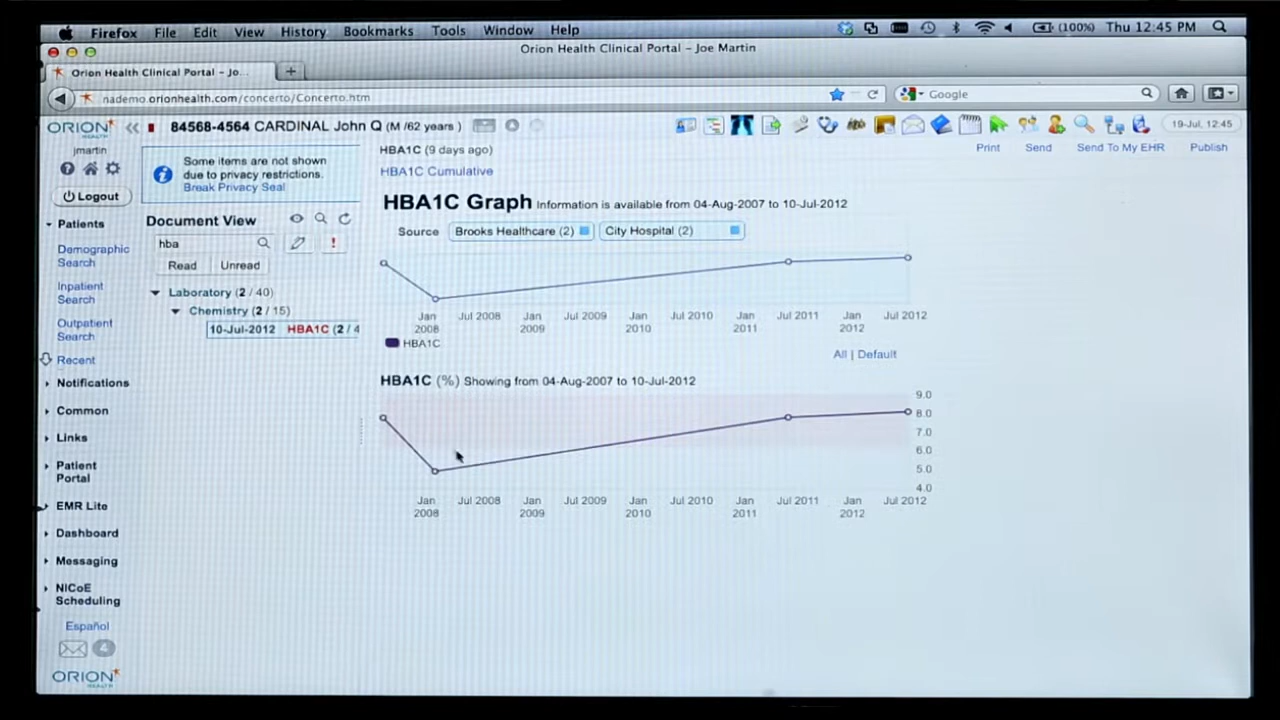 Firefox File Edit View History Bookmarks Tools Window Help (100%) Thu 12:45 PM
Orion Health Clinical Portal – Joe Martin
Orion Health Clinical Portal – Jo...
nademo.orionhealth.com/concerto/Concerto.htm Google
ORION HEALTH 84568-4564 CARDINAL John Q (M /62 years ) 19-Jul, 12:45
jmartin
Logout
Patients
Demographic
Search
Inpatient
Search
Outpatient
Search
Recent
Notifications
Common
Links
Patient
Portal
EMR Lite
Dashboard
Messaging
NICoE
Scheduling
Español
4
ORION HEALTH
Some items are not shown
due to privacy restrictions.
Break Privacy Seal
Document View
hba
Read Unread
Laboratory (2 / 40)
Chemistry (2 / 15)
10-Jul-2012 HBA1C (2 / 4
HBA1C (9 days ago)
Print Send Send To My EHR Publish
HBA1C Cumulative
HBA1C Graph Information is available from 04-Aug-2007 to 10-Jul-2012
Source Brooks Healthcare (2) City Hospital (2)
Jan Jul 2008 Jan Jul 2009 Jan Jul 2010 Jan Jul 2011 Jan Jul 2012
2008 2009 2010 2011 2012
HBA1C
All | Default
HBA1C (%) Showing from 04-Aug-2007 to 10-Jul-2012
9.0
8.0
7.0
6.0
5.0
4.0
Jan Jul 2008 Jan Jul 2009 Jan Jul 2010 Jan Jul 2011 Jan Jul 2012
2008 2009 2010 2011 2012